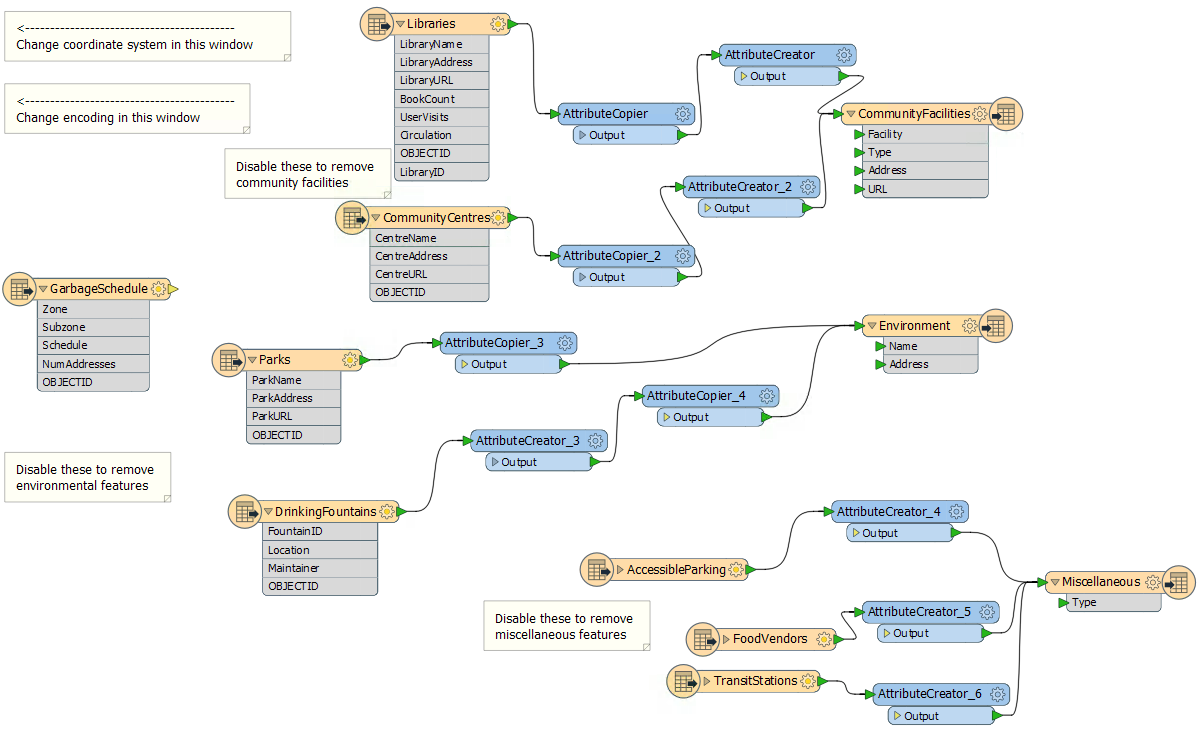 <------------------------------------------
Change coordinate system in this window
<------------------------------------------
Change encoding in this window
Libraries
LibraryName
LibraryAddress
LibraryURL
BookCount
UserVisits
Circulation
OBJECTID
LibraryID
AttributeCopier
Output
AttributeCreator
Output
CommunityFacilities
Facility
Type
Address
URL
Disable these to remove
community facilities
CommunityCentres
CentreName
CentreAddress
CentreURL
OBJECTID
AttributeCreator_2
Output
AttributeCopier_2
Output
GarbageSchedule
Zone
Subzone
Schedule
NumAddresses
OBJECTID
Parks
ParkName
ParkAddress
ParkURL
OBJECTID
AttributeCopier_3
Output
Environment
Name
Address
AttributeCopier_4
Output
AttributeCreator_3
Output
Disable these to remove
environmental features
DrinkingFountains
FountainID
Location
Maintainer
OBJECTID
AttributeCreator_4
Output
AccessibleParking
Miscellaneous
Type
Disable these to remove
miscellaneous features
AttributeCreator_5
Output
FoodVendors
TransitStations
AttributeCreator_6
Output